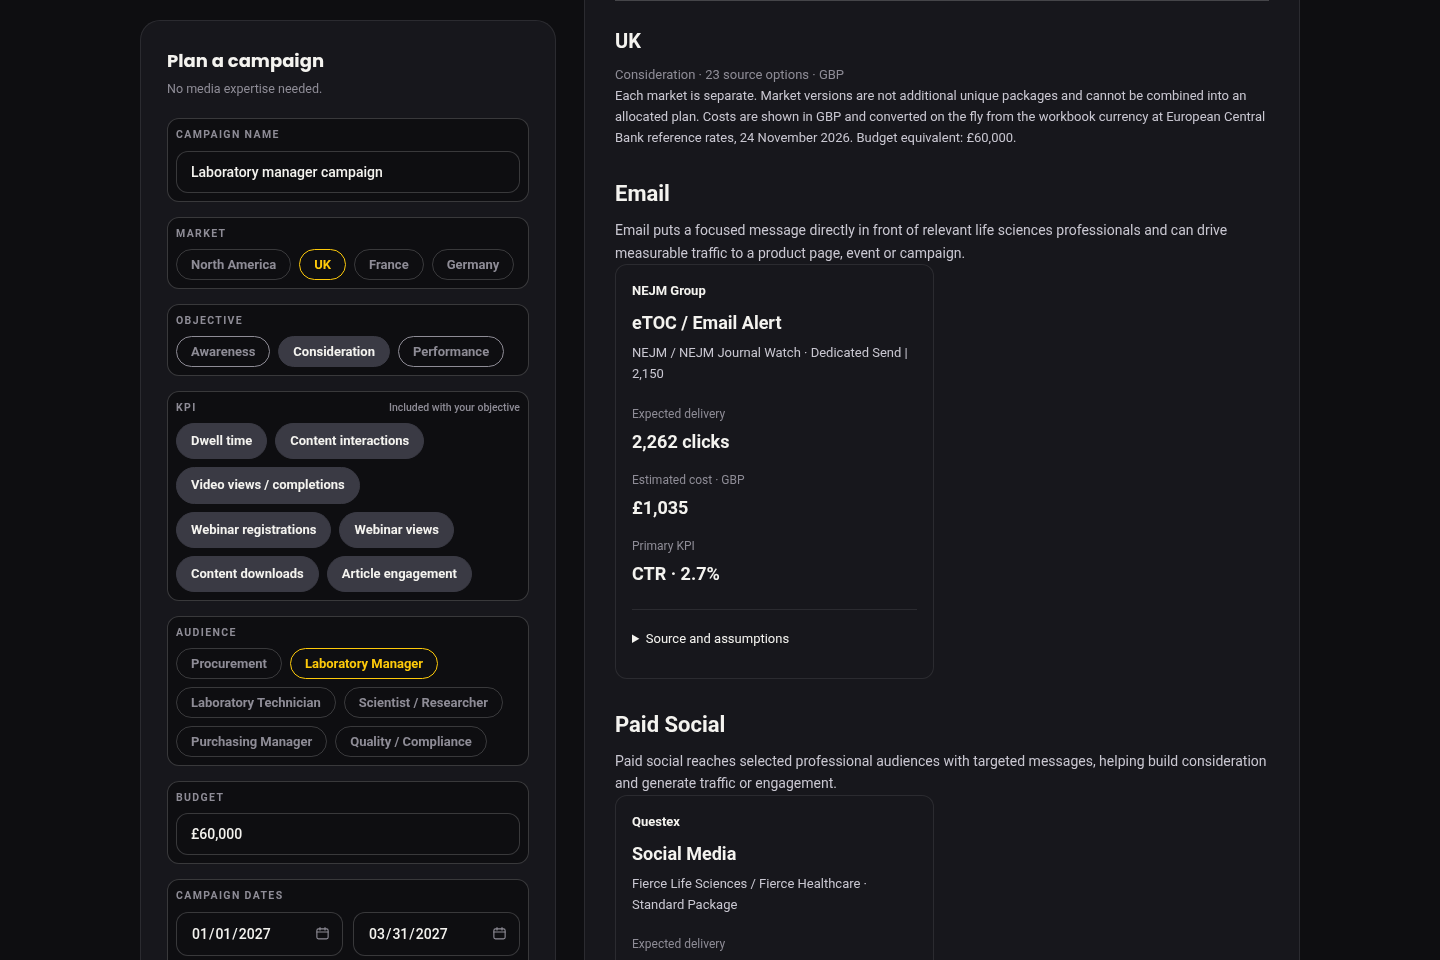 Plan a campaign
No media expertise needed.
CAMPAIGN NAME
Laboratory manager campaign
MARKET
North America
UK
France
Germany
OBJECTIVE
Awareness
Consideration
Performance
KPI
Included with your objective
Dwell time
Content interactions
Video views / completions
Webinar registrations
Webinar views
Content downloads
Article engagement
AUDIENCE
Procurement
Laboratory Manager
Laboratory Technician
Scientist / Researcher
Purchasing Manager
Quality / Compliance
BUDGET
£60,000
CAMPAIGN DATES
01/01/2027
03/31/2027
UK
Consideration · 23 source options · GBP
Each market is separate. Market versions are not additional unique packages and cannot be combined into an
allocated plan. Costs are shown in GBP and converted on the fly from the workbook currency at European Central
Bank reference rates, 24 November 2026. Budget equivalent: £60,000.
Email
Email puts a focused message directly in front of relevant life sciences professionals and can drive
measurable traffic to a product page, event or campaign.
NEJM Group
eTOC / Email Alert
NEJM / NEJM Journal Watch · Dedicated Send |
2,150
Expected delivery
2,262 clicks
Estimated cost · GBP
£1,035
Primary KPI
CTR · 2.7%
Source and assumptions
Paid Social
Paid social reaches selected professional audiences with targeted messages, helping build consideration
and generate traffic or engagement.
Questex
Social Media
Fierce Life Sciences / Fierce Healthcare ·
Standard Package
Expected delivery